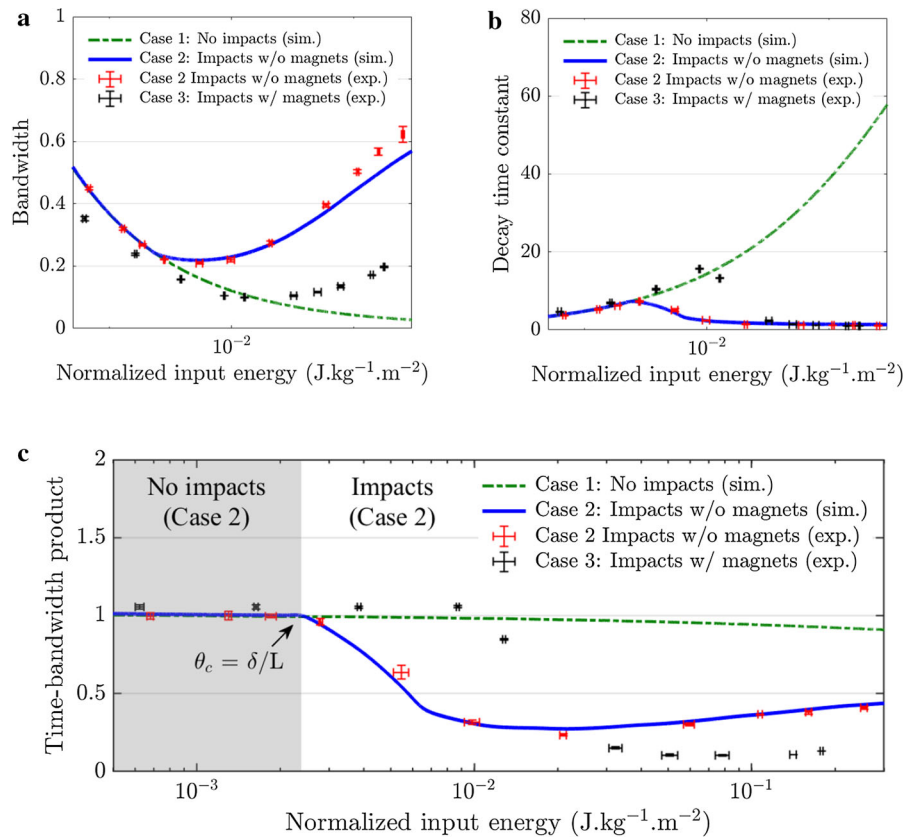 a
1
0.8
0.6
0.4
0.2
0
Bandwidth
Case 1: No impacts (sim.)
Case 2: Impacts w/o magnets (sim.)
Case 2 Impacts w/o magnets (exp.)
Case 3: Impacts w/ magnets (exp.)
10⁻²
Normalized input energy (J.kg⁻¹.m⁻²)
b
80
60
40
20
0
Decay time constant
Case 1: No impacts (sim.)
Case 2: Impacts w/o magnets (sim.)
Case 2 Impacts w/o magnets (exp.)
Case 3: Impacts w/ magnets (exp.)
10⁻²
Normalized input energy (J.kg⁻¹.m⁻²)
c
2
1.5
1
0.5
0
Time-bandwidth product
No impacts
(Case 2)
Impacts
(Case 2)
Case 1: No impacts (sim.)
Case 2: Impacts w/o magnets (sim.)
Case 2 Impacts w/o magnets (exp.)
Case 3: Impacts w/ magnets (exp.)
θc = δ/L
10⁻³
10⁻²
10⁻¹
Normalized input energy (J.kg⁻¹.m⁻²)